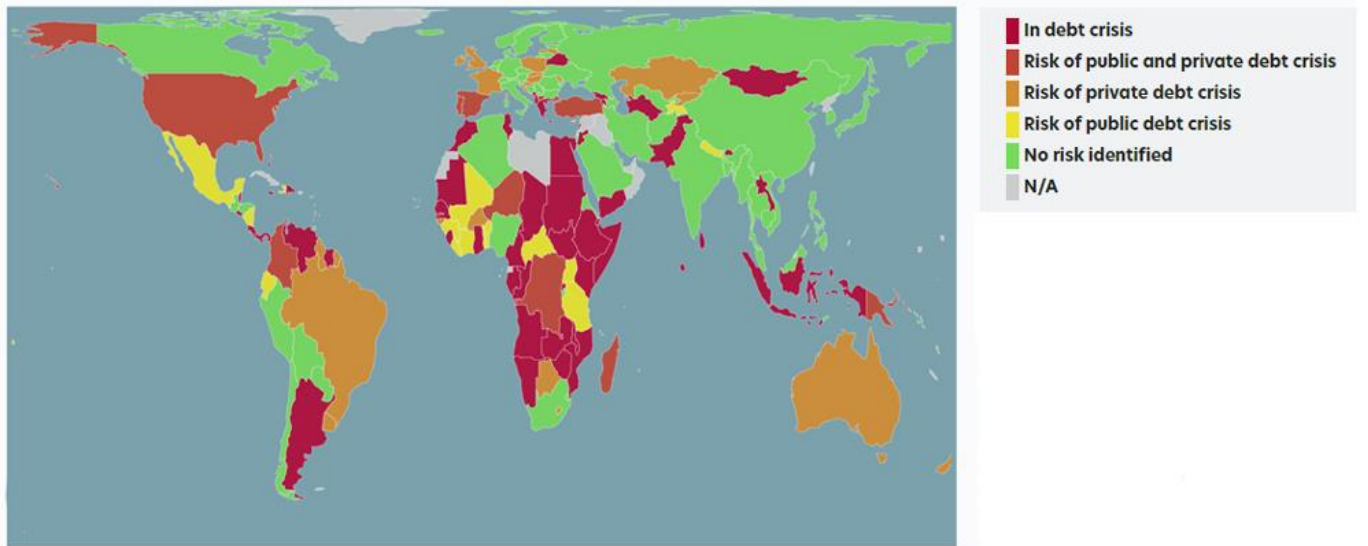 In debt crisis
Risk of public and private debt crisis
Risk of private debt crisis
Risk of public debt crisis
No risk identified
N/A